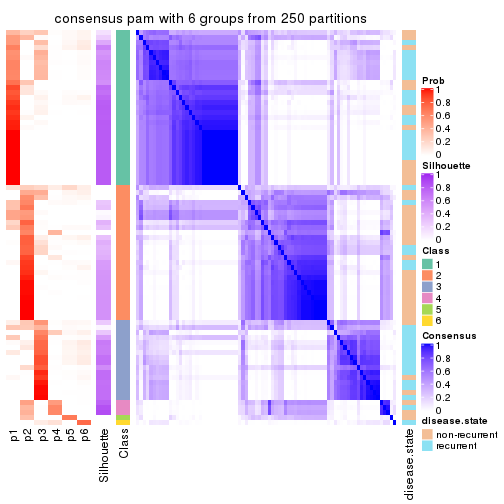 consensus pam with 6 groups from 250 partitions
Prob
1
0.8
0.6
0.4
0.2
0
Silhouette
1
0.8
0.6
0.4
0.2
0
Class
1
2
3
4
5
6
Consensus
1
0.8
0.6
0.4
0.2
0
disease.state
non-recurrent
recurrent
p1
p2
p3
p4
p5
p6
Silhouette
Class
disease.state